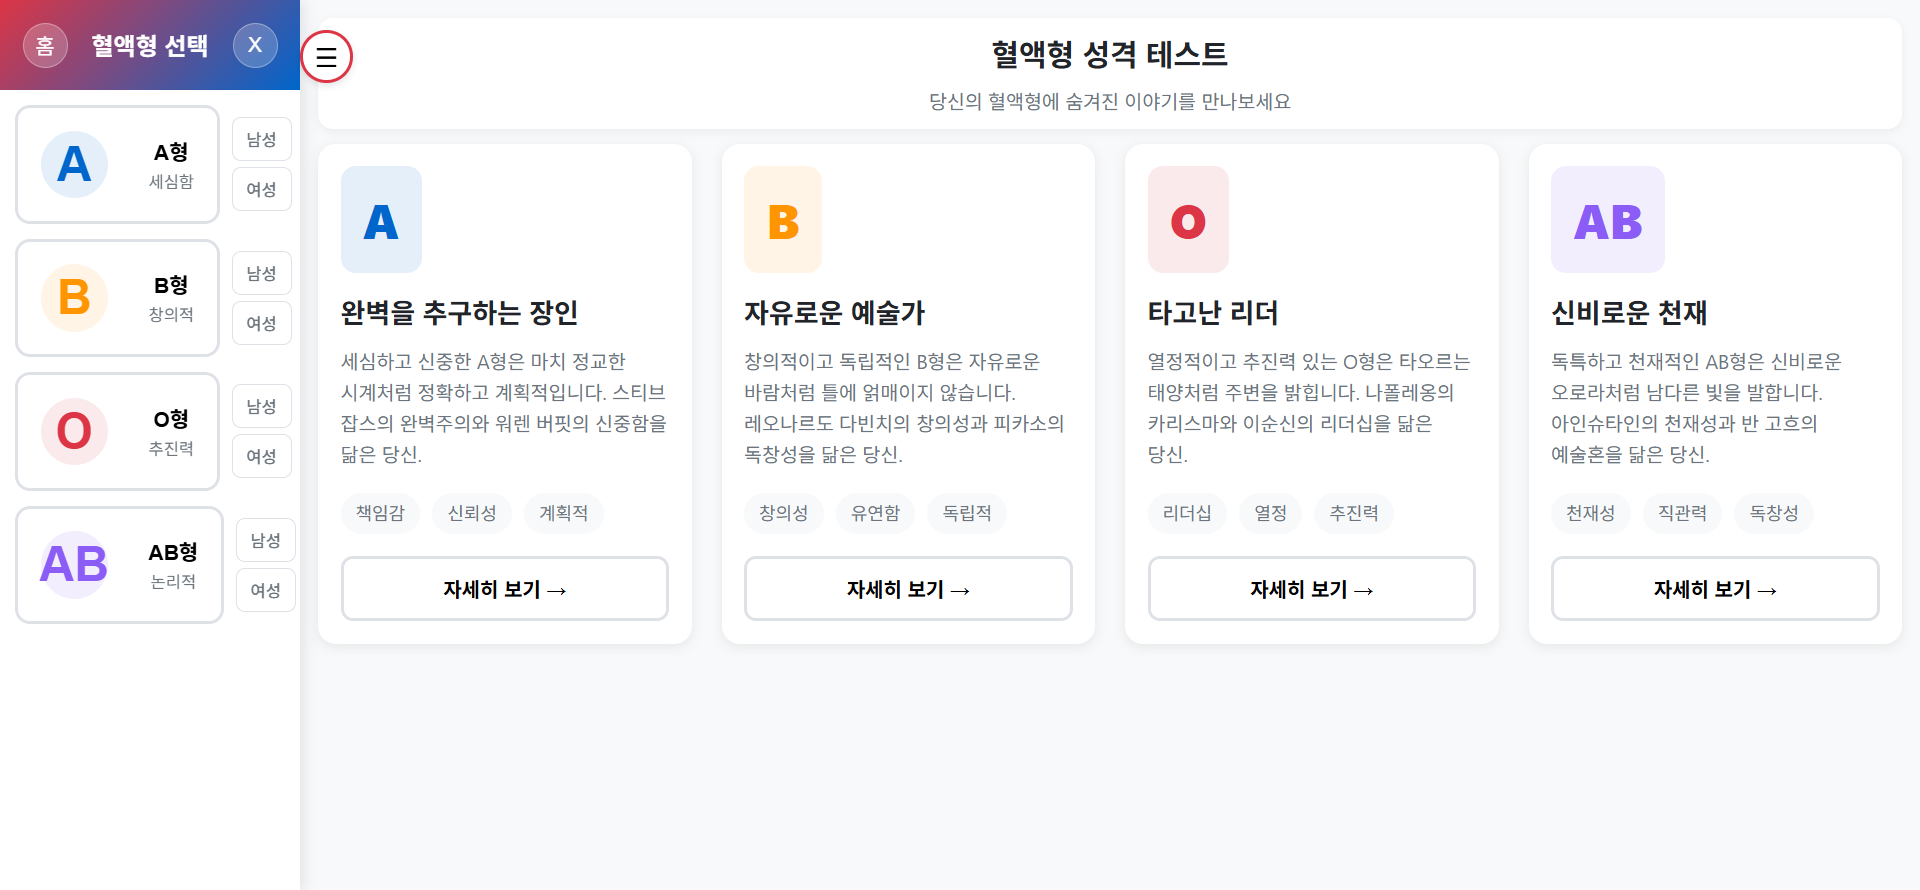 홈
혈액형 선택
X
☰
A
A형
세심함
남성
여성
B
B형
창의적
남성
여성
O
O형
추진력
남성
여성
AB
AB형
논리적
남성
여성
혈액형 성격 테스트
당신의 혈액형에 숨겨진 이야기를 만나보세요
A
완벽을 추구하는 장인
세심하고 신중한 A형은 마치 정교한
시계처럼 정확하고 계획적입니다. 스티브
잡스의 완벽주의와 워렌 버핏의 신중함을
닮은 당신.
책임감 신뢰성 계획적
자세히 보기 →
B
자유로운 예술가
창의적이고 독립적인 B형은 자유로운
바람처럼 틀에 얽매이지 않습니다.
레오나르도 다빈치의 창의성과 피카소의
독창성을 닮은 당신.
창의성 유연함 독립적
자세히 보기 →
O
타고난 리더
열정적이고 추진력 있는 O형은 타오르는
태양처럼 주변을 밝힙니다. 나폴레옹의
카리스마와 이순신의 리더십을 닮은
당신.
리더십 열정 추진력
자세히 보기 →
AB
신비로운 천재
독특하고 천재적인 AB형은 신비로운
오로라처럼 남다른 빛을 발합니다.
아인슈타인의 천재성과 반 고흐의
예술혼을 닮은 당신.
천재성 직관력 독창성
자세히 보기 →